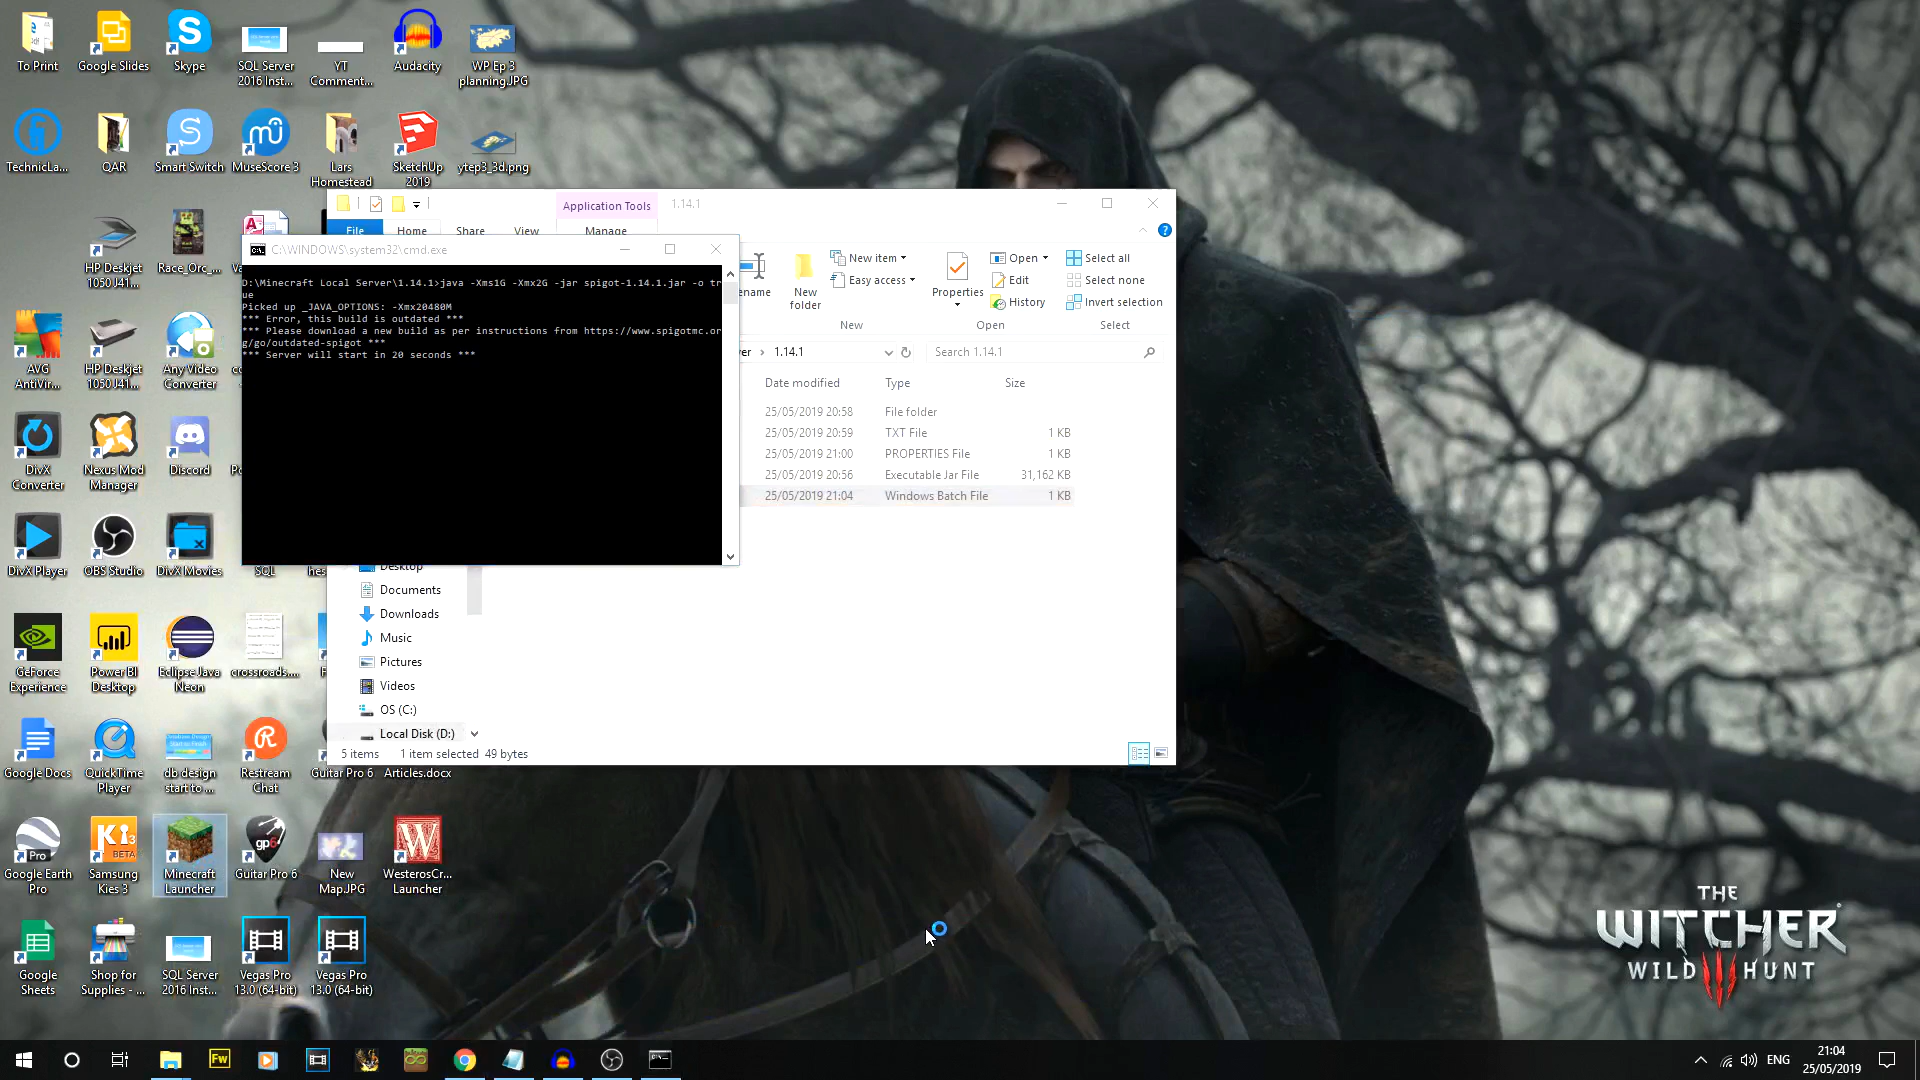 To Print
Google Slides
Skype
SQL Server
2016 Inst...
YT
Comment...
Audacity
WP Ep 3
planning.JPG
TechnicLa...
QAR
Smart Switch
MuseScore 3
Lars
Homestead
SketchUp
2019
ytep3_3d.png
HP Deskjet
1050 J41...
Race_Orc_...
AVG
AntiVir...
HP Deskjet
1050 J41...
Any Video
Converter
DivX
Converter
Nexus Mod
Manager
Discord
DivX Player
OBS Studio
DivX Movies
SQL
GeForce
Experience
Power BI
Desktop
Eclipse Java
Neon
crossroads....
Google Docs
QuickTime
Player
db design
start to ...
Restream
Chat
Guitar Pro 6
Articles.docx
Google Earth
Pro
Samsung
Kies 3
Minecraft
Launcher
Guitar Pro 6
New
Map.JPG
WesterosCr...
Launcher
Google
Sheets
Shop for
Supplies - ...
SQL Server
2016 Inst...
Vegas Pro
13.0 (64-bit)
Vegas Pro
13.0 (64-bit)
Application Tools
1.14.1
File
Home
Share
View
Manage
C:\WINDOWS\system32\cmd.exe
D:\Minecraft Local Server\1.14.1>java -Xms1G -Xmx2G -jar spigot-1.14.1.jar -o tr
ue
Picked up _JAVA_OPTIONS: -Xmx20480M
*** Error, this build is outdated ***
*** Please download a new build as per instructions from https://www.spigotmc.or
g/go/outdated-spigot ***
*** Server will start in 20 seconds ***
ename
New
folder
New item
Easy access
New
Properties
Open
Edit
History
Open
Select all
Select none
Invert selection
Select
ver > 1.14.1
Search 1.14.1
Date modified
Type
Size
25/05/2019 20:58 File folder
25/05/2019 20:59 TXT File 1 KB
25/05/2019 21:00 PROPERTIES File 1 KB
25/05/2019 20:56 Executable Jar File 31,162 KB
25/05/2019 21:04 Windows Batch File 1 KB
Desktop
Documents
Downloads
Music
Pictures
Videos
OS (C:)
Local Disk (D:)
5 items 1 item selected 49 bytes
THE
WITCHER
WILD HUNT
Fw
ENG
21:04
25/05/2019